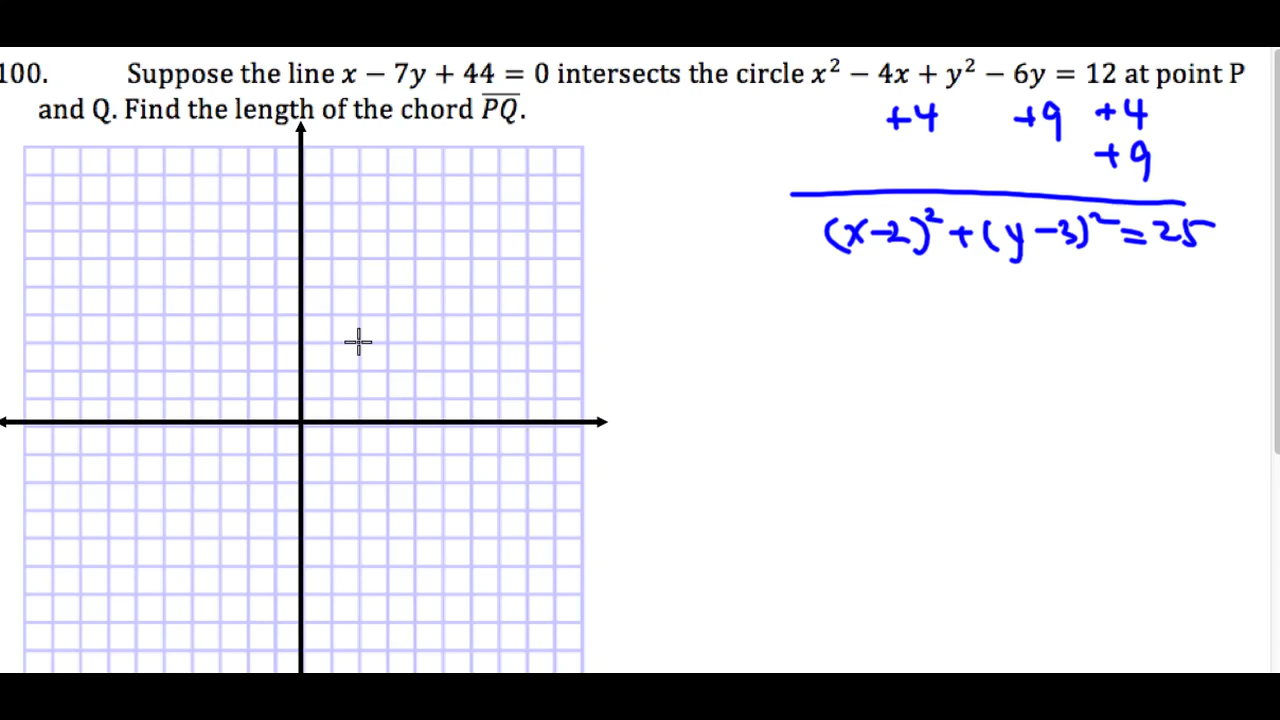 100. Suppose the line x − 7y + 44 = 0 intersects the circle x² − 4x + y² − 6y = 12 at point P
and Q. Find the length of the chord P̅Q̅.
+4 +9 +4
+9
(x−2)² + (y−3)² = 25